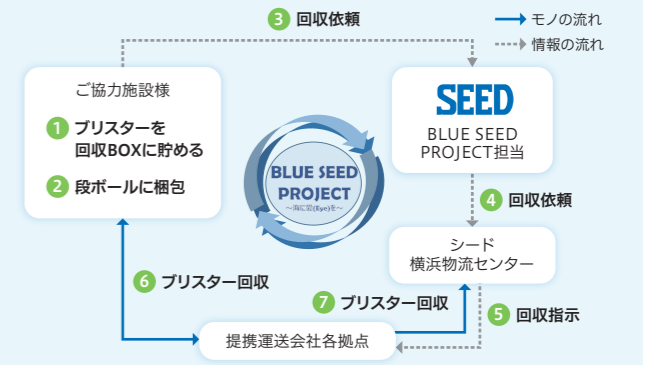 3 回収依頼
モノの流れ
情報の流れ
ご協力施設様
1 ブリスターを
回収BOXに貯める
2 段ボールに梱包
BLUE SEED
PROJECT
～海に愛(Eye)を～
SEED
BLUE SEED
PROJECT担当
4 回収依頼
シード
横浜物流センター
6 ブリスター回収
7 ブリスター回収
5 回収指示
提携運送会社各拠点